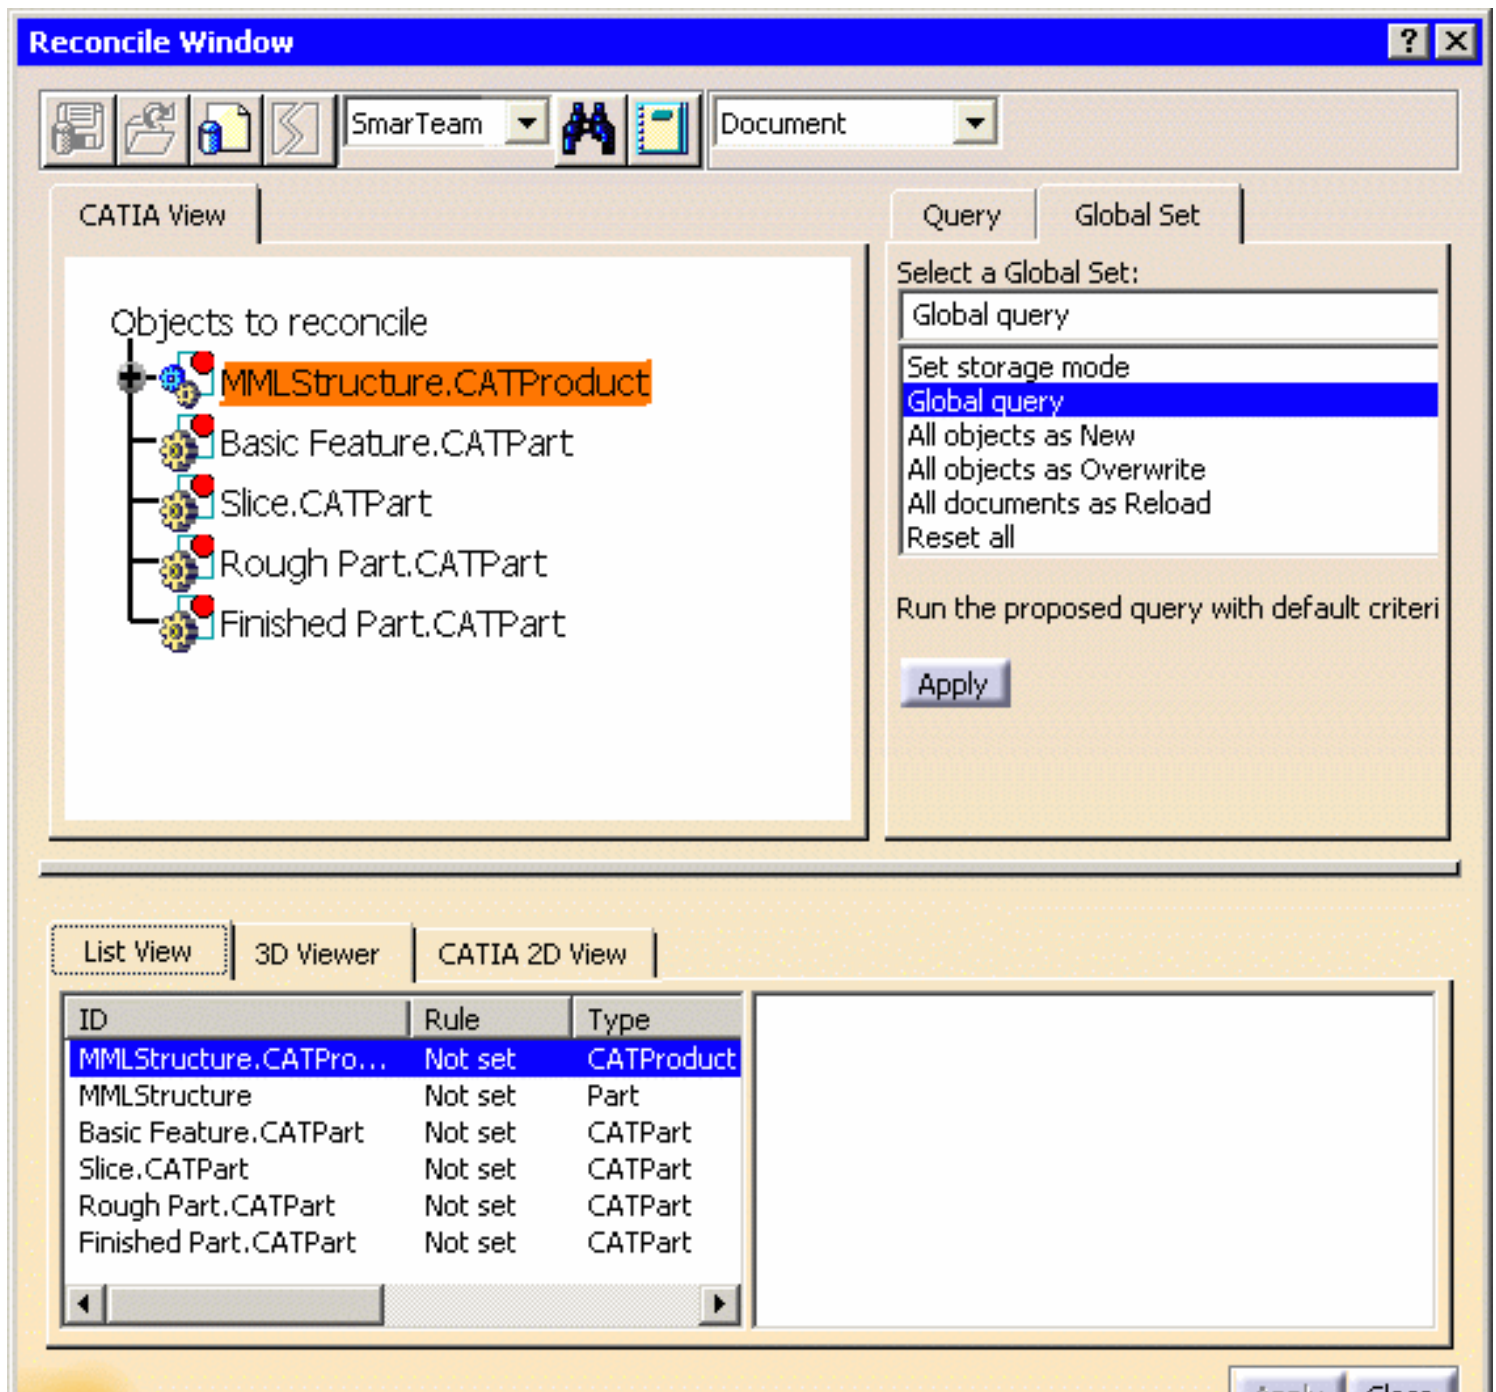 Reconcile Window
SmarTeam
Document
CATIA View
Objects to reconcile
MMLStructure.CATProduct
Basic Feature.CATPart
Slice.CATPart
Rough Part.CATPart
Finished Part.CATPart
Query
Global Set
Select a Global Set:
Global query
Set storage mode
Global query
All objects as New
All objects as Overwrite
All documents as Reload
Reset all
Run the proposed query with default criteri
Apply
List View
3D Viewer
CATIA 2D View
ID Rule Type
MMLStructure.CATPro... Not set CATProduct
MMLStructure Not set Part
Basic Feature.CATPart Not set CATPart
Slice.CATPart Not set CATPart
Rough Part.CATPart Not set CATPart
Finished Part.CATPart Not set CATPart
Apply Close